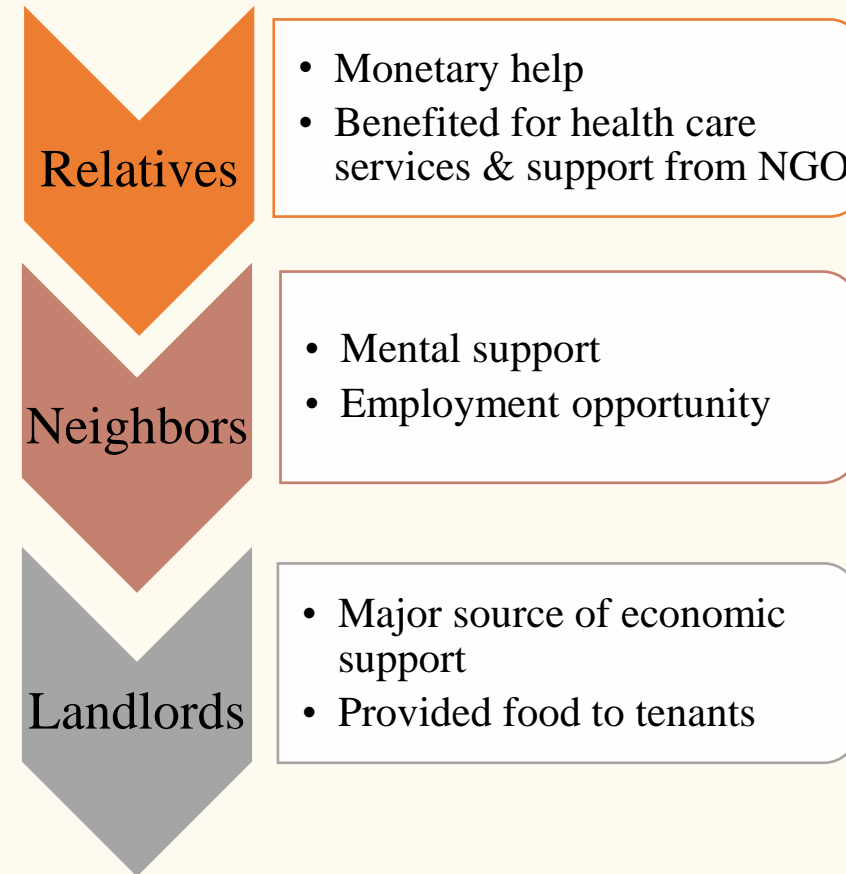 Relatives
• Monetary help
• Benefited for health care
services & support from NGO
Neighbors
• Mental support
• Employment opportunity
Landlords
• Major source of economic
support
• Provided food to tenants